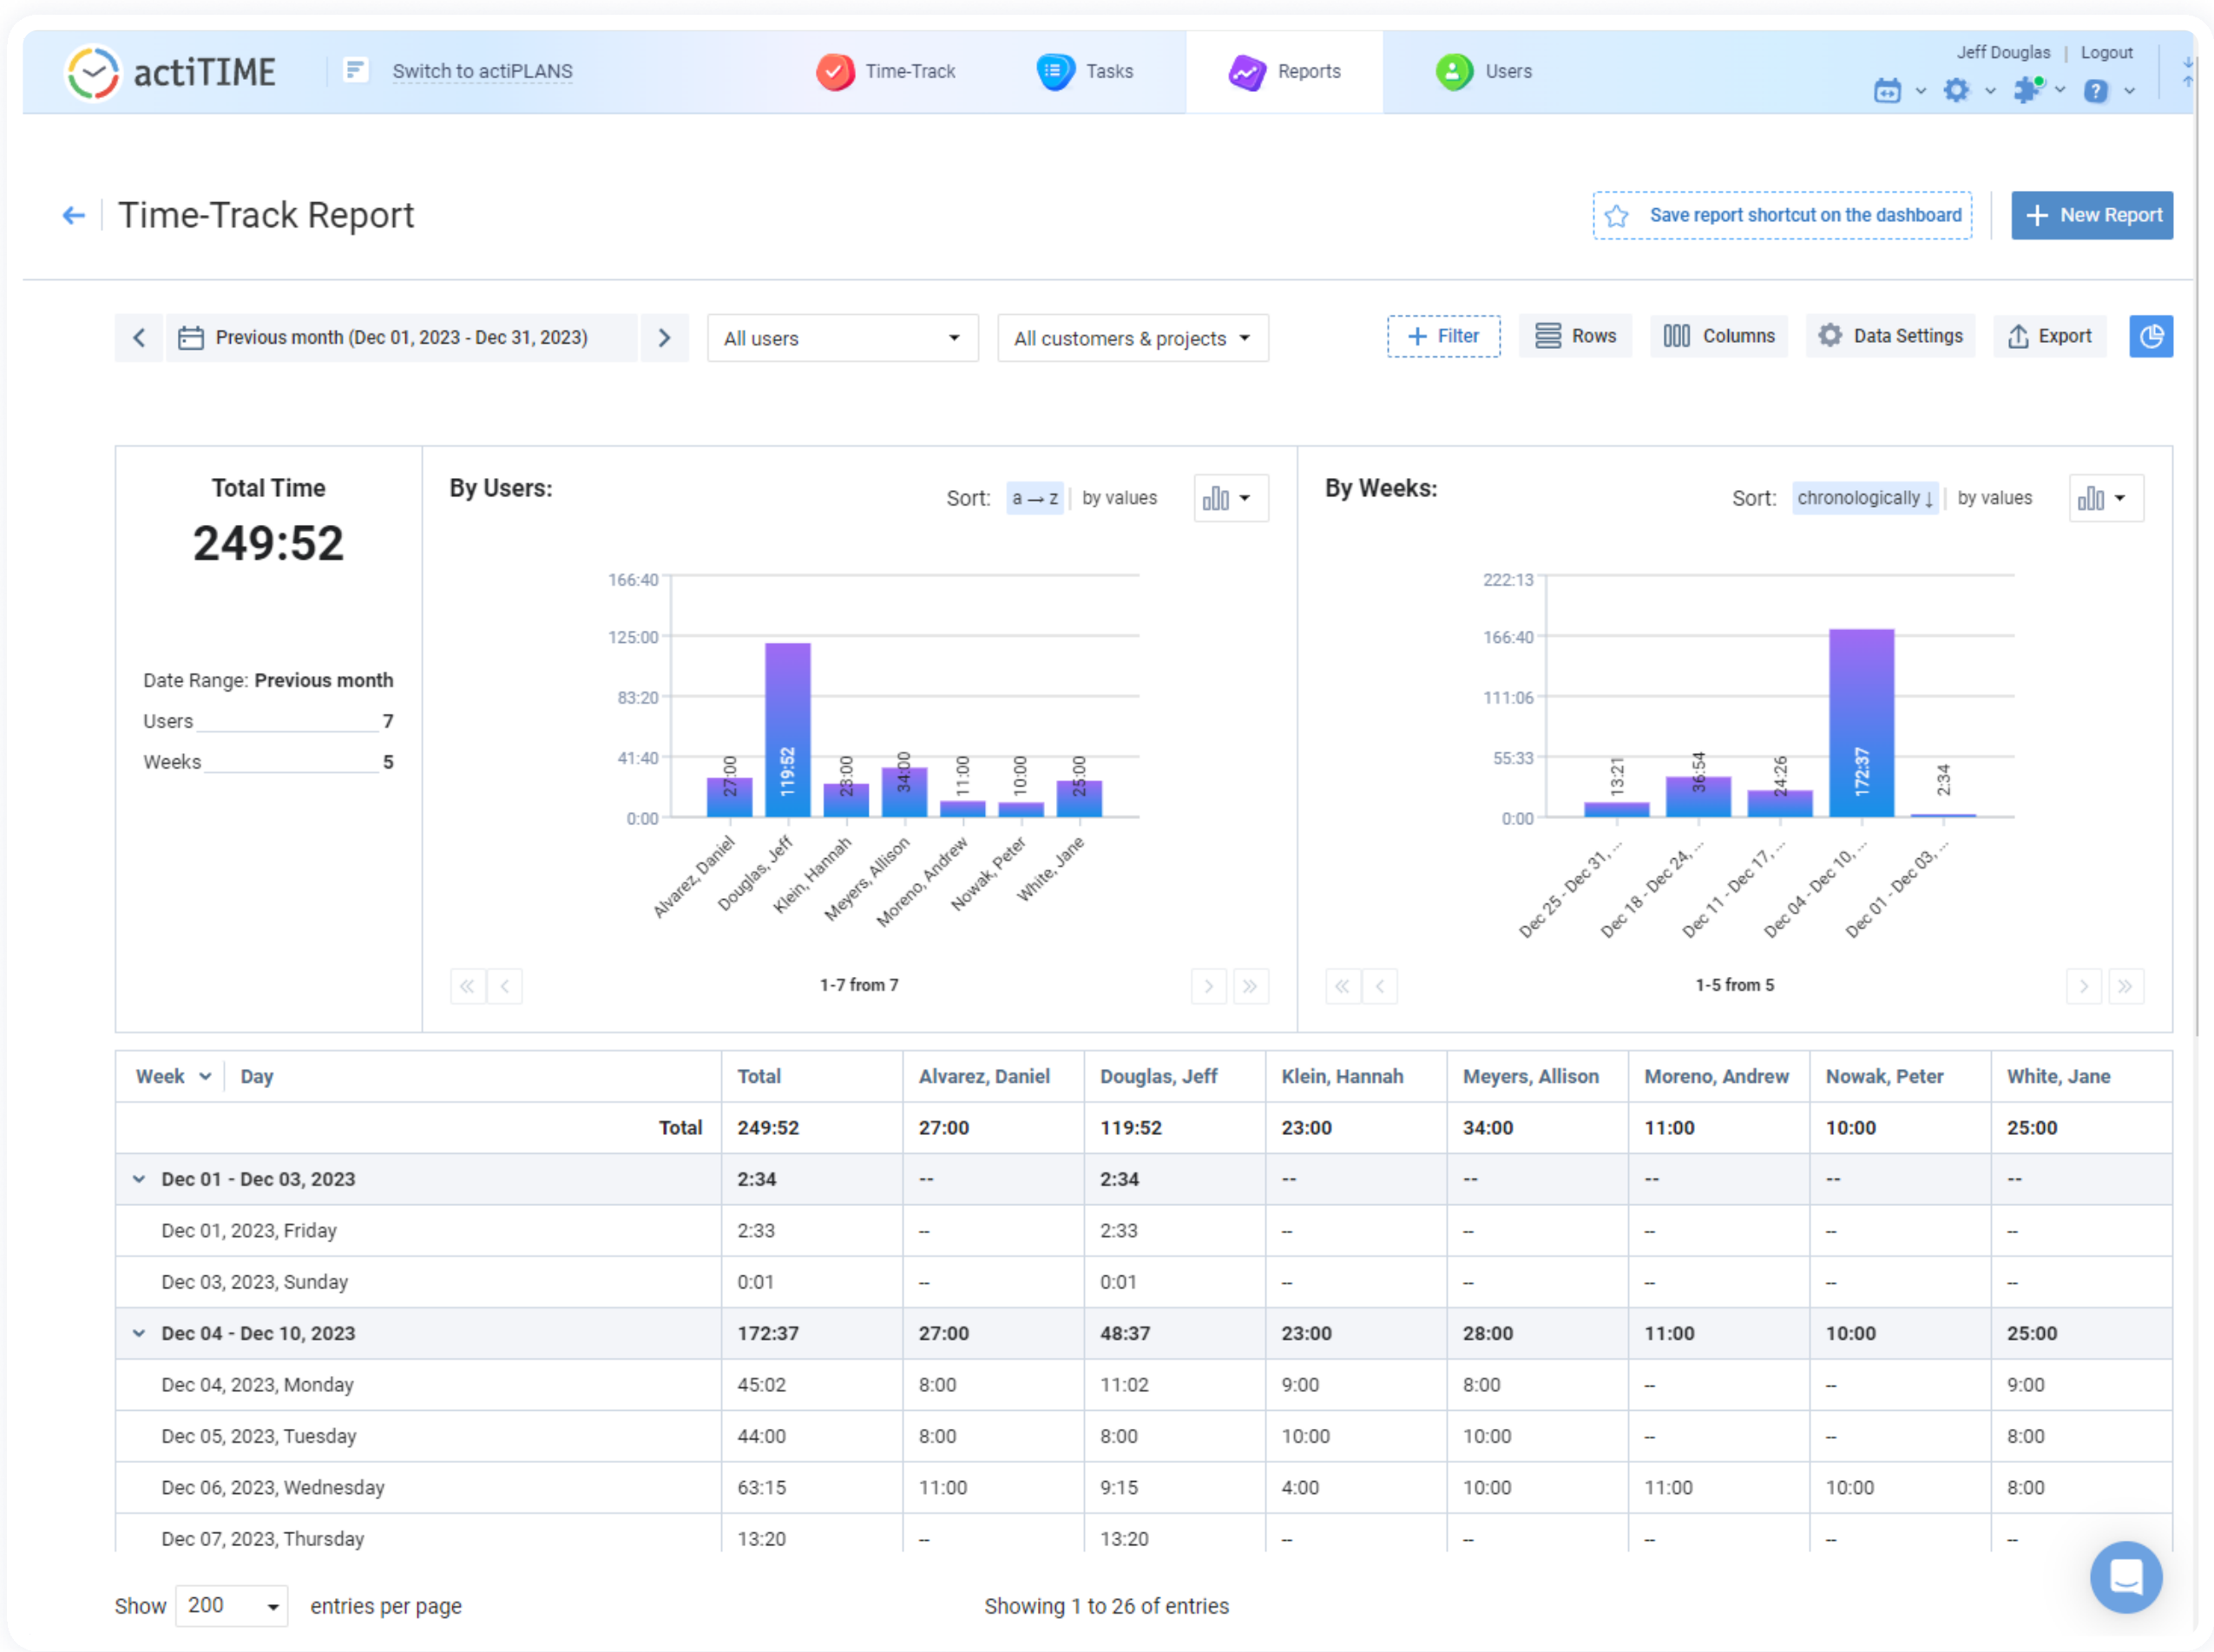 actiTIME
Switch to actiPLANS
Time-Track
Tasks
Reports
Users
Jeff Douglas | Logout
Time-Track Report
Save report shortcut on the dashboard
New Report
Previous month (Dec 01, 2023 - Dec 31, 2023)
All users
All customers & projects
Filter
Rows
Columns
Data Settings
Export
Total Time
249:52
Date Range: Previous month
Users 7
Weeks 5
By Users:
Sort: a → z | by values
166:40
125:00
83:20
41:40
0:00
27:00
119:52
23:00
34:00
11:00
10:00
25:00
Alvarez, Daniel
Douglas, Jeff
Klein, Hannah
Meyers, Allison
Moreno, Andrew
Nowak, Peter
White, Jane
1-7 from 7
By Weeks:
Sort: chronologically ↓ | by values
222:13
166:40
111:06
55:33
0:00
13:21
36:54
24:26
172:37
2:34
Dec 25 - Dec 31, ...
Dec 18 - Dec 24, ...
Dec 11 - Dec 17, ...
Dec 04 - Dec 10, ...
Dec 01 - Dec 03, ...
1-5 from 5
Week Day Total Alvarez, Daniel Douglas, Jeff Klein, Hannah Meyers, Allison Moreno, Andrew Nowak, Peter White, Jane
Total 249:52 27:00 119:52 23:00 34:00 11:00 10:00 25:00
Dec 01 - Dec 03, 2023 2:34 -- 2:34 -- -- -- -- --
Dec 01, 2023, Friday 2:33 -- 2:33 -- -- -- -- --
Dec 03, 2023, Sunday 0:01 -- 0:01 -- -- -- -- --
Dec 04 - Dec 10, 2023 172:37 27:00 48:37 23:00 28:00 11:00 10:00 25:00
Dec 04, 2023, Monday 45:02 8:00 11:02 9:00 8:00 -- -- 9:00
Dec 05, 2023, Tuesday 44:00 8:00 8:00 10:00 10:00 -- -- 8:00
Dec 06, 2023, Wednesday 63:15 11:00 9:15 4:00 10:00 11:00 10:00 8:00
Dec 07, 2023, Thursday 13:20 -- 13:20 -- -- -- -- --
Show 200 entries per page
Showing 1 to 26 of entries